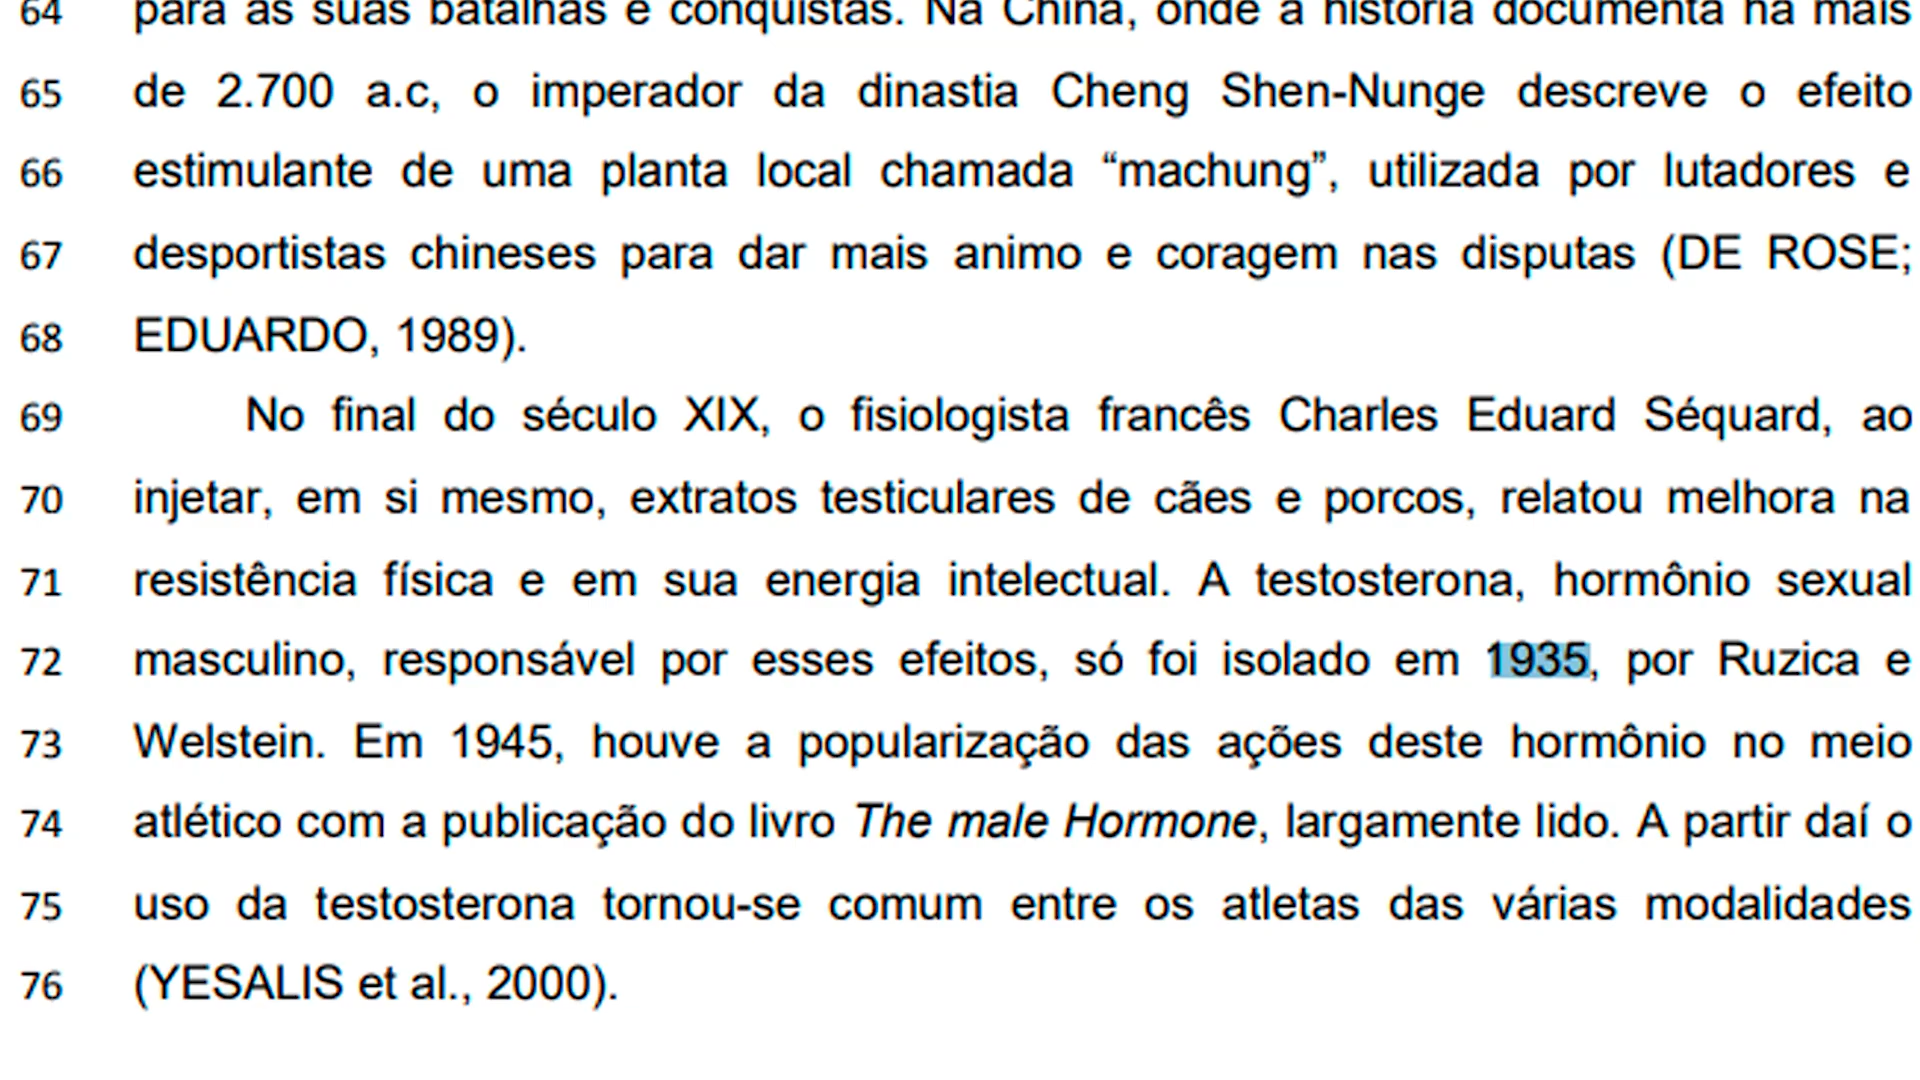 64 para as suas batalhas e conquistas. Na China, onde a história documenta há mais
65 de 2.700 a.c, o imperador da dinastia Cheng Shen-Nunge descreve o efeito
66 estimulante de uma planta local chamada “machung”, utilizada por lutadores e
67 desportistas chineses para dar mais animo e coragem nas disputas (DE ROSE;
68 EDUARDO, 1989).
69 No final do século XIX, o fisiologista francês Charles Eduard Séquard, ao
70 injetar, em si mesmo, extratos testiculares de cães e porcos, relatou melhora na
71 resistência física e em sua energia intelectual. A testosterona, hormônio sexual
72 masculino, responsável por esses efeitos, só foi isolado em 1935, por Ruzica e
73 Welstein. Em 1945, houve a popularização das ações deste hormônio no meio
74 atlético com a publicação do livro The male Hormone, largamente lido. A partir daí o
75 uso da testosterona tornou-se comum entre os atletas das várias modalidades
76 (YESALIS et al., 2000).